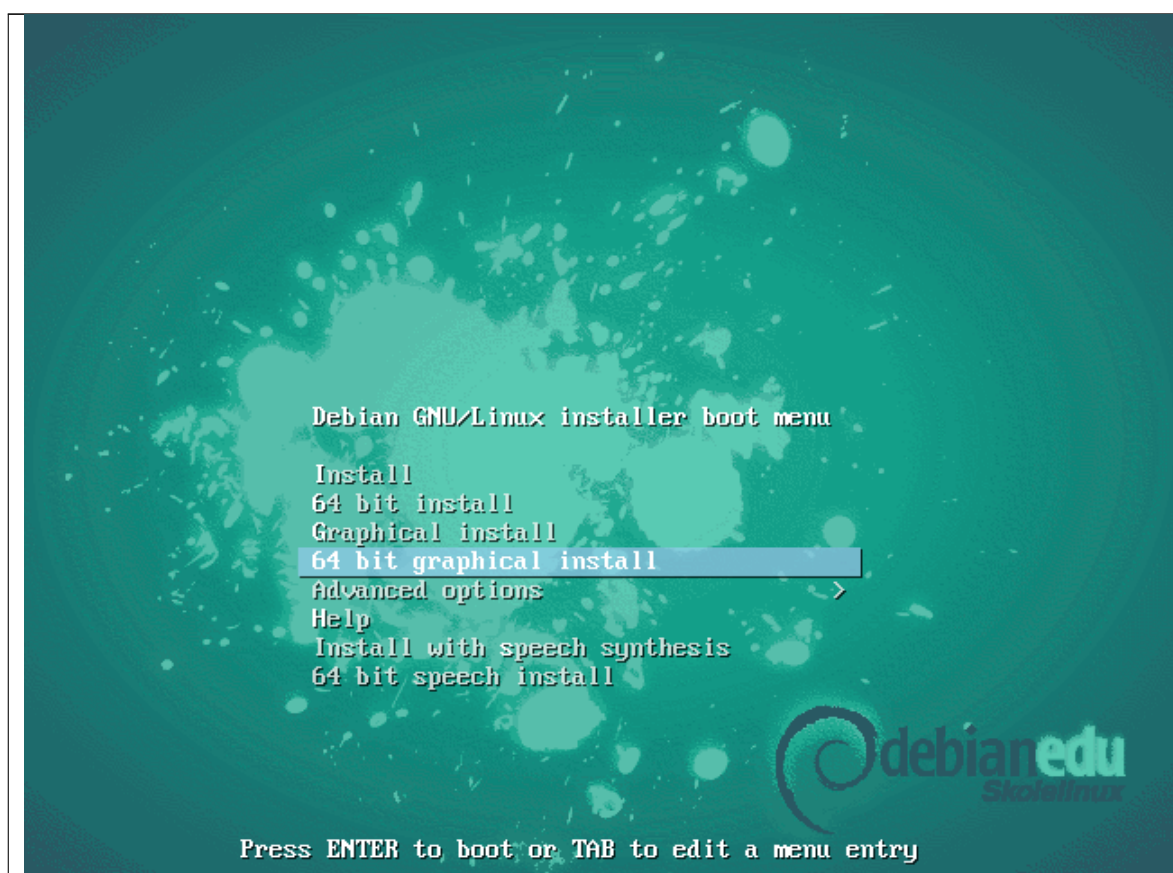 Debian GNU/Linux installer boot menu
Install
64 bit install
Graphical install
64 bit graphical install
Advanced options >
Help
Install with speech synthesis
64 bit speech install
debianedu
Skolelinux
Press ENTER to boot or TAB to edit a menu entry